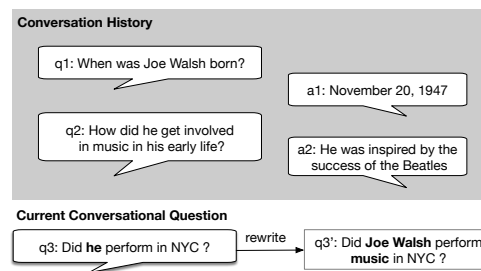 Conversation History
q1: When was Joe Walsh born?
a1: November 20, 1947
q2: How did he get involved
in music in his early life?
a2: He was inspired by the
success of the Beatles
Current Conversational Question
q3: Did he perform in NYC ?
rewrite
q3': Did Joe Walsh perform
music in NYC ?